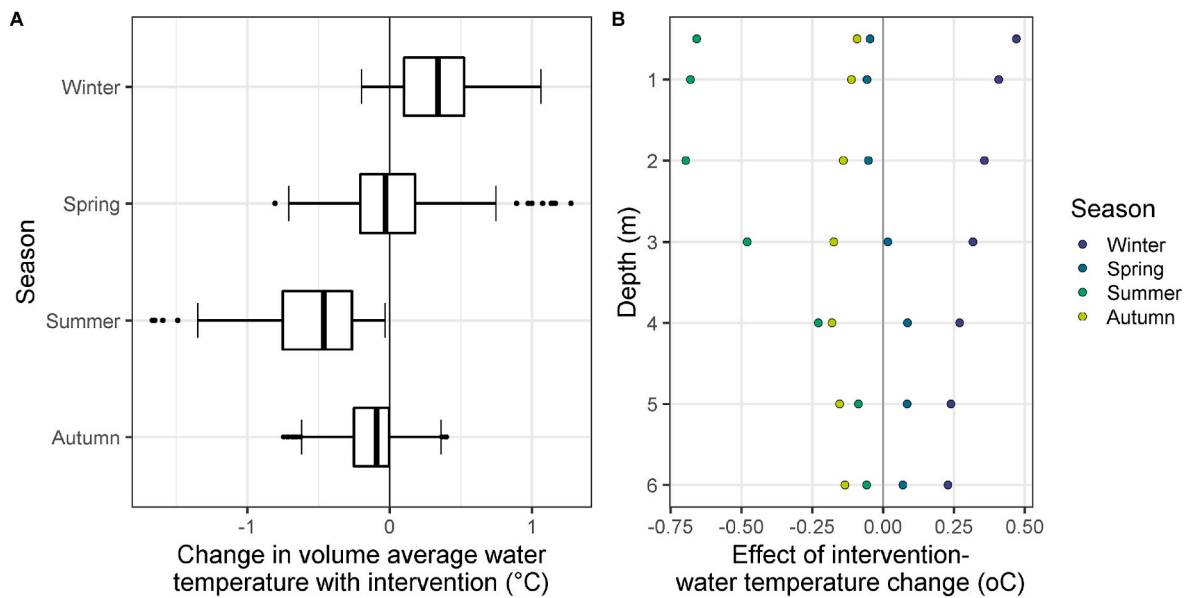 A
Season
Winter
Spring
Summer
Autumn
-1
0
1
Change in volume average water
temperature with intervention (°C)
B
Depth (m)
1
2
3
4
5
6
-0.75
-0.50
-0.25
0.00
0.25
0.50
Effect of intervention-
water temperature change (oC)
Season
Winter
Spring
Summer
Autumn